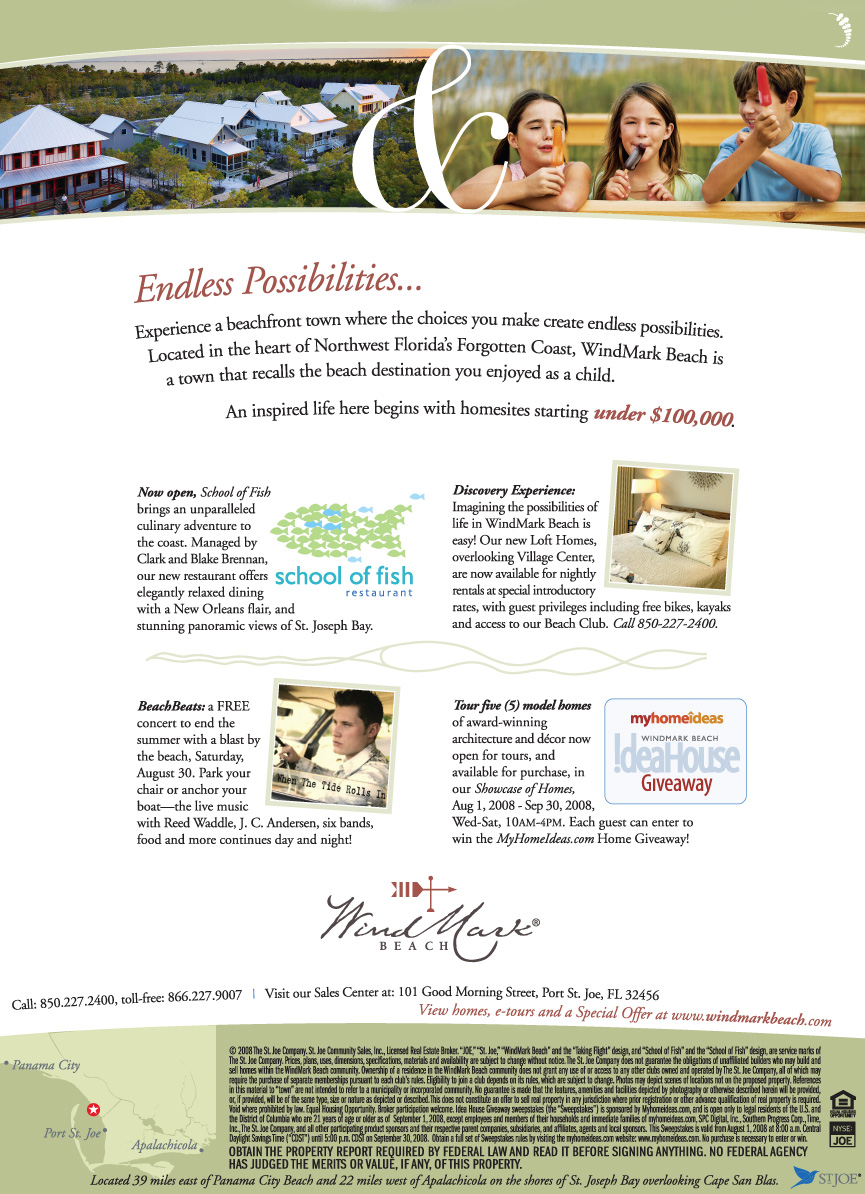 &
Endless Possibilities...
Experience a beachfront town where the choices you make create endless possibilities.
Located in the heart of Northwest Florida's Forgotten Coast, WindMark Beach is
a town that recalls the beach destination you enjoyed as a child.
An inspired life here begins with homesites starting under $100,000.
Now open, School of Fish
brings an unparalleled
culinary adventure to
the coast. Managed by
Clark and Blake Brennan,
our new restaurant offers
elegantly relaxed dining
with a New Orleans flair, and
stunning panoramic views of St. Joseph Bay.
school of fish
restaurant
Discovery Experience:
Imagining the possibilities of
life in WindMark Beach is
easy! Our new Loft Homes,
overlooking Village Center,
are now available for nightly
rentals at special introductory
rates, with guest privileges including free bikes, kayaks
and access to our Beach Club. Call 850-227-2400.
BeachBeats: a FREE
concert to end the
summer with a blast by
the beach, Saturday,
August 30. Park your
chair or anchor your
boat—the live music
with Reed Waddle, J. C. Andersen, six bands,
food and more continues day and night!
When The Tide Rolls In
Tour five (5) model homes
of award-winning
architecture and décor now
open for tours, and
available for purchase, in
our Showcase of Homes,
Aug 1, 2008 - Sep 30, 2008,
Wed-Sat, 10AM-4PM. Each guest can enter to
win the MyHomeIdeas.com Home Giveaway!
myhomeideas
WINDMARK BEACH
!deaHouse
Giveaway
WindMark®
BEACH
Call: 850.227.2400, toll-free: 866.227.9007 | Visit our Sales Center at: 101 Good Morning Street, Port St. Joe, FL 32456
View homes, e-tours and a Special Offer at www.windmarkbeach.com
Panama City
Port St. Joe
Apalachicola
© 2008 The St. Joe Company. St. Joe Community Sales, Inc., Licensed Real Estate Broker. "JOE," "St. Joe," "WindMark Beach" and the "Taking Flight" design, and "School of Fish" and the "School of Fish" design, are service marks of
The St. Joe Company. Prices, plans, uses, dimensions, specifications, materials and availability are subject to change without notice. The St. Joe Company does not guarantee the obligations of unaffiliated builders who may build and
sell homes within the WindMark Beach community. Ownership of a residence in the WindMark Beach community does not grant any use of or access to any other clubs owned and operated by The St. Joe Company, all of which may
require the purchase of separate memberships pursuant to each club's rules. Eligibility to join a club depends on its rules, which are subject to change. Photos may depict scenes of locations not on the proposed property. References
in this material to "town" are not intended to refer to a municipality or incorporated community. No guarantee is made that the features, amenities and facilities depicted by photography or otherwise described herein will be provided,
or, if provided, will be of the same type, size or nature as depicted or described. This does not constitute an offer to sell real property in any jurisdiction where prior registration or other advance qualification of real property is required.
Void where prohibited by law. Equal Housing Opportunity. Broker participation welcome. Idea House Giveaway sweepstakes (the "Sweepstakes") is sponsored by Myhomeideas.com, and is open only to legal residents of the U.S. and
the District of Columbia who are 21 years of age or older as of September 1, 2008, except employees and members of their households and immediate families of myhomeideas.com, SPC Digital, Inc., Southern Progress Corp., Time,
Inc., The St. Joe Company, and all other participating product sponsors and their respective parent companies, subsidiaries, and affiliates, agents and local sponsors. This Sweepstakes is valid from August 1, 2008 at 8:00 a.m. Central
Daylight Savings Time ("CDST") until 5:00 p.m. CDST on September 30, 2008. Obtain a full set of Sweepstakes rules by visiting the myhomeideas.com website: www.myhomeideas.com. No purchase is necessary to enter or win.
OBTAIN THE PROPERTY REPORT REQUIRED BY FEDERAL LAW AND READ IT BEFORE SIGNING ANYTHING. NO FEDERAL AGENCY
HAS JUDGED THE MERITS OR VALUE, IF ANY, OF THIS PROPERTY.
EQUAL HOUSING
OPPORTUNITY
NYSE:
JOE
Located 39 miles east of Panama City Beach and 22 miles west of Apalachicola on the shores of St. Joseph Bay overlooking Cape San Blas.
ST JOE